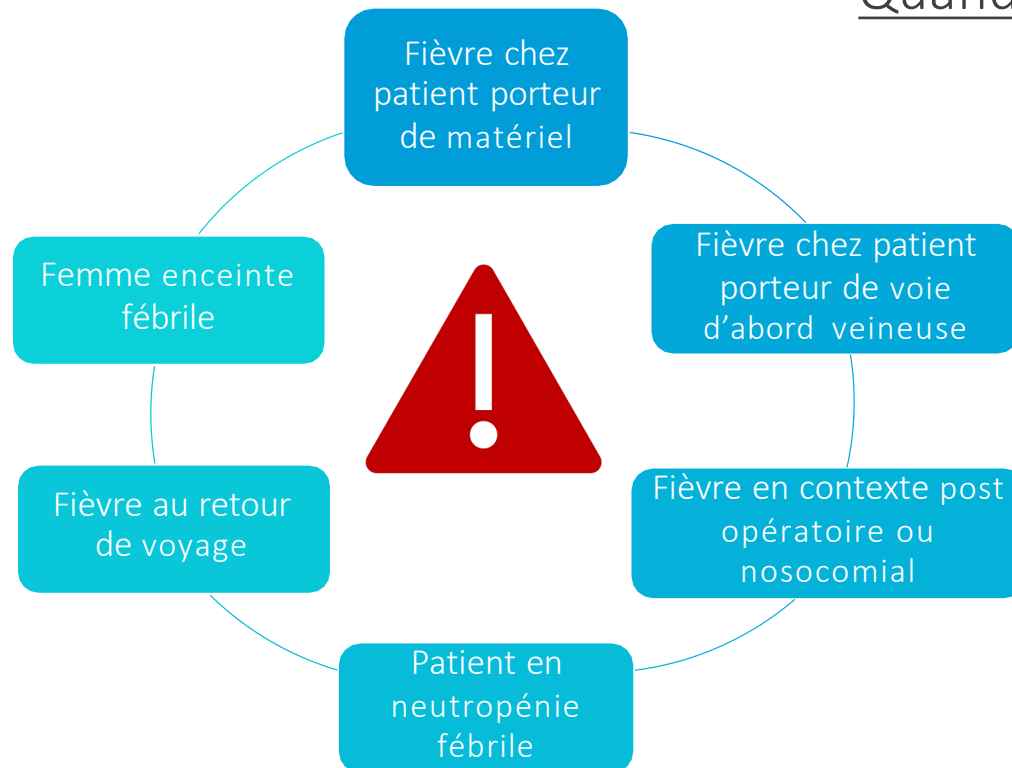 Quand
Fièvre chez
patient porteur
de matériel
Fièvre chez patient
porteur de voie
d’abord veineuse
Fièvre en contexte post
opératoire ou
nosocomial
Patient en
neutropénie
fébrile
Fièvre au retour
de voyage
Femme enceinte
fébrile